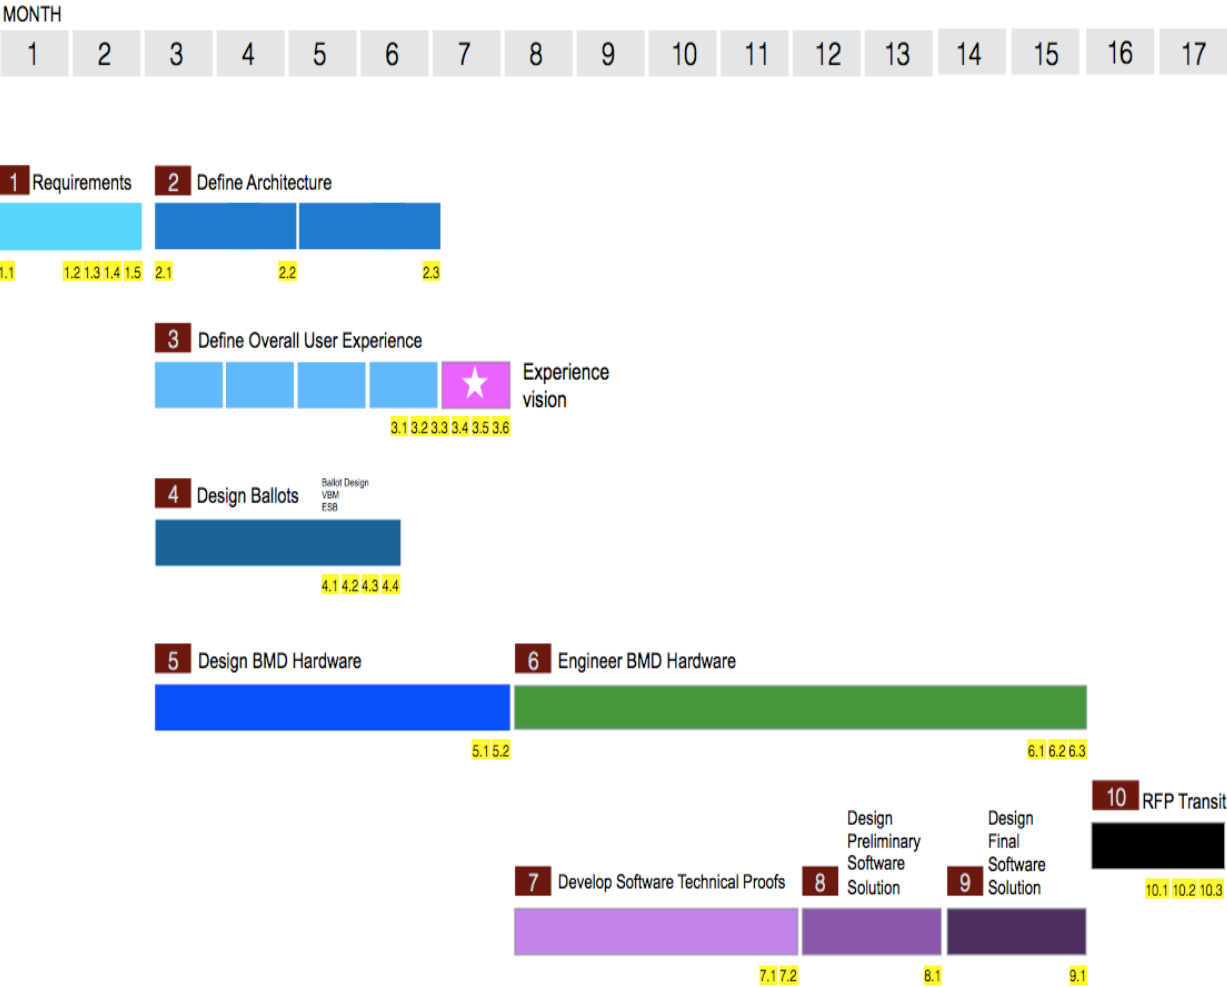 MONTH
1 2 3 4 5 6 7 8 9 10 11 12 13 14 15 16 17
1 Requirements
2 Define Architecture
1.1 1.2 1.3 1.4 1.5 2.1 2.2 2.3
3 Define Overall User Experience
Experience
vision
3.1 3.2 3.3 3.4 3.5 3.6
4 Design Ballots
Ballot Design
VBM
ESB
4.1 4.2 4.3 4.4
5 Design BMD Hardware
6 Engineer BMD Hardware
5.1 5.2 6.1 6.2 6.3
10 RFP Transit
10.1 10.2 10.3
7 Develop Software Technical Proofs
8 Design
Preliminary
Software
Solution
9 Design
Final
Software
Solution
7.1 7.2 8.1 9.1